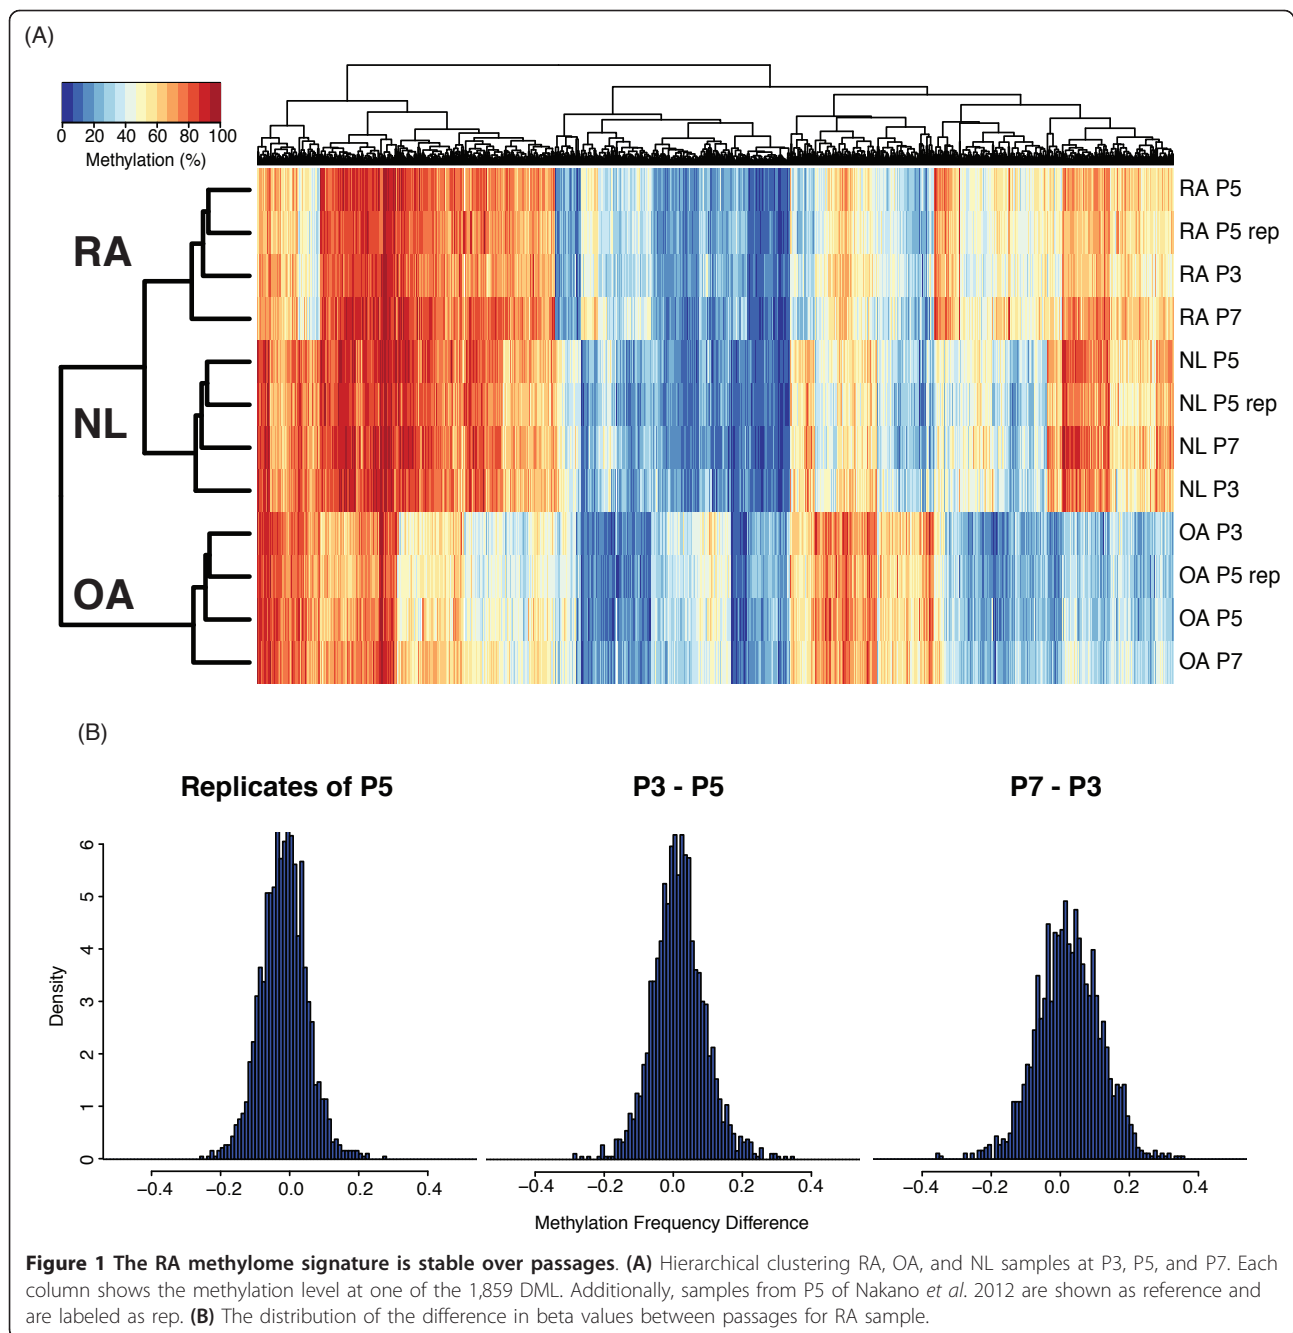 (A)
0 20 40 60 80 100
Methylation (%)
RA
NL
OA
RA P5
RA P5 rep
RA P3
RA P7
NL P5
NL P5 rep
NL P7
NL P3
OA P3
OA P5 rep
OA P5
OA P7
(B)
Replicates of P5
P3 - P5
P7 - P3
Density
6
5
4
3
2
1
0
−0.4 −0.2 0.0 0.2 0.4
−0.4 −0.2 0.0 0.2 0.4
−0.4 −0.2 0.0 0.2 0.4
Methylation Frequency Difference
Figure 1 The RA methylome signature is stable over passages. (A) Hierarchical clustering RA, OA, and NL samples at P3, P5, and P7. Each
column shows the methylation level at one of the 1,859 DML. Additionally, samples from P5 of Nakano et al. 2012 are shown as reference and
are labeled as rep. (B) The distribution of the difference in beta values between passages for RA sample.